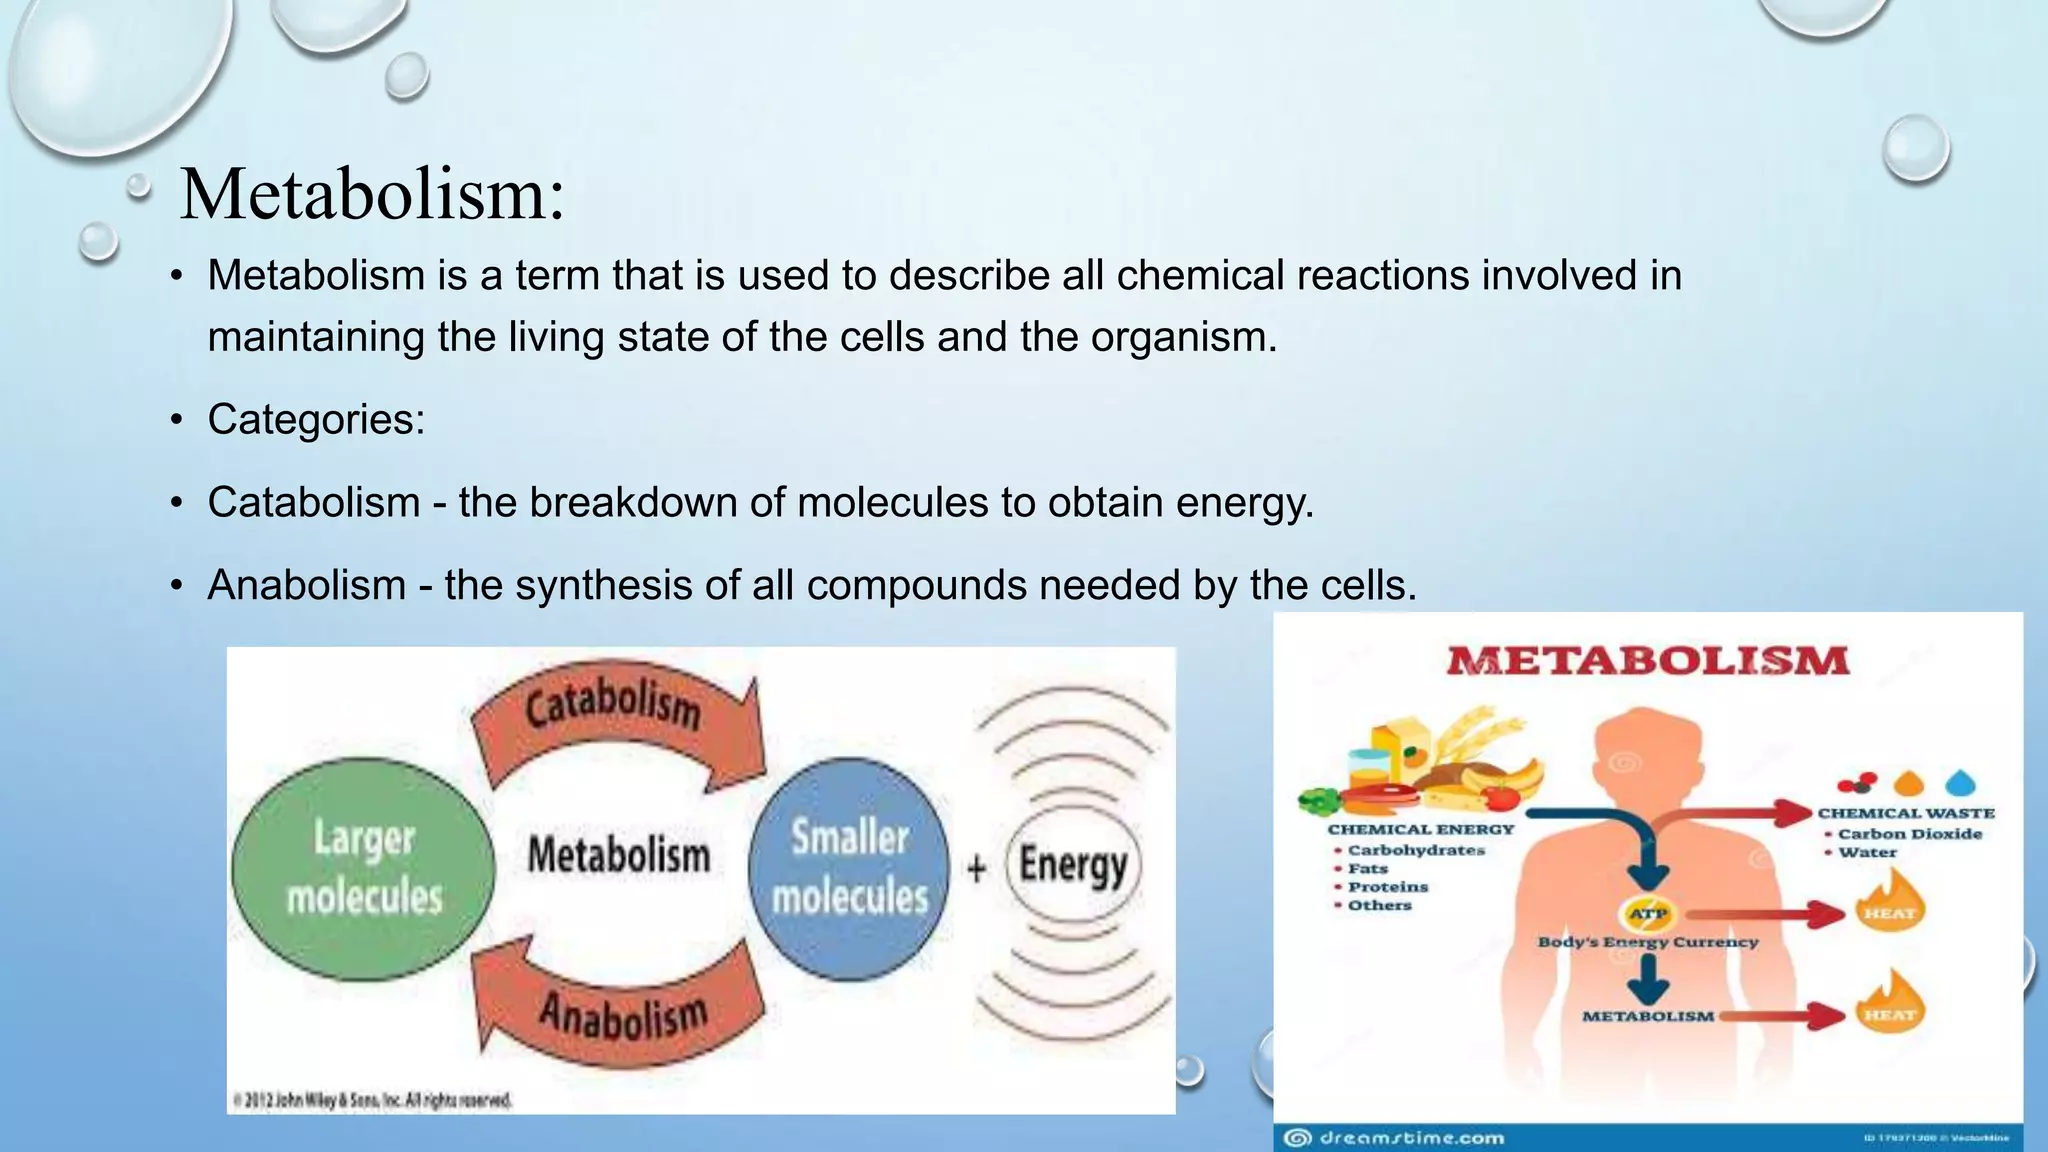 Metabolism:
• Metabolism is a term that is used to describe all chemical reactions involved in
maintaining the living state of the cells and the organism.
• Categories:
• Catabolism - the breakdown of molecules to obtain energy.
• Anabolism - the synthesis of all compounds needed by the cells.
Catabolism
Larger
molecules
Metabolism
Smaller
molecules
+ Energy
Anabolism
© 2012 John Wiley & Sons, Inc. All rights reserved.
METABOLISM
CHEMICAL ENERGY
• Carbohydrates
• Fats
• Proteins
• Others
CHEMICAL WASTE
• Carbon Dioxide
• Water
ATP
HEAT
Body's Energy Currency
METABOLISM
HEAT
dreamstime.com
VectorMine